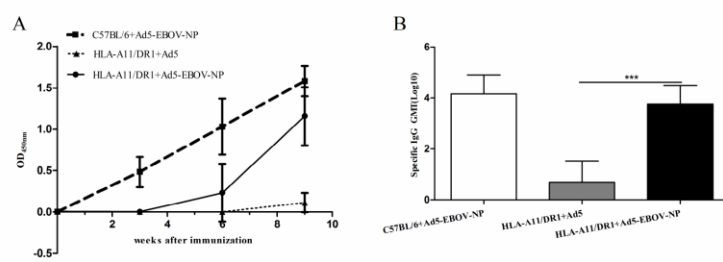 A
C57BL/6+Ad5-EBOV-NP
HLA-A11/DR1+Ad5
HLA-A11/DR1+Ad5-EBOV-NP
2.0
1.5
1.0
0.5
0.0
-0.5
OD450nm
2 4 6 8 10
weeks after immunization
B
6
4
2
0
Specific IgG GMT(Log10)
***
C57BL/6+Ad5-EBOV-NP
HLA-A11/DR1+Ad5
HLA-A11/DR1+Ad5-EBOV-NP